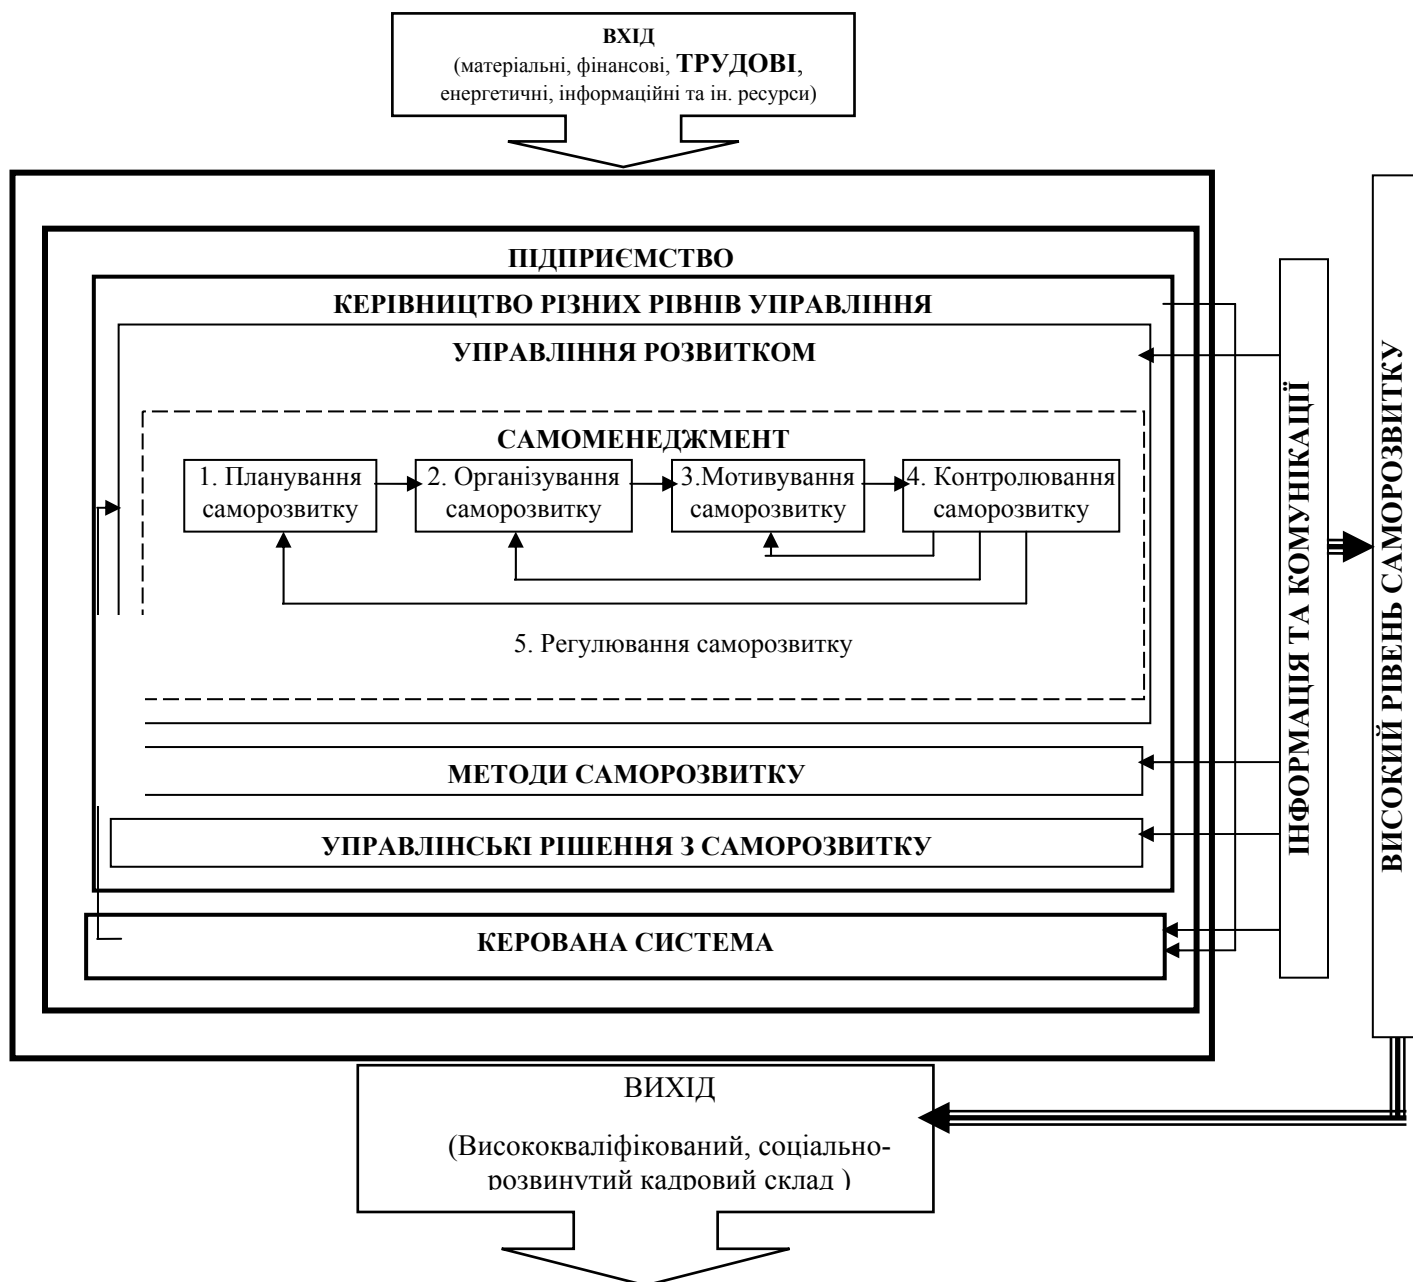 ВХІД
(матеріальні, фінансові, ТРУДОВІ,
енергетичні, інформаційні та ін. ресурси)
ПІДПРИЄМСТВО
КЕРІВНИЦТВО РІЗНИХ РІВНІВ УПРАВЛІННЯ
УПРАВЛІННЯ РОЗВИТКОМ
САМОМЕНЕДЖМЕНТ
1. Планування
саморозвитку
2. Організування
саморозвитку
3.Мотивування
саморозвитку
4. Контролювання
саморозвитку
5. Регулювання саморозвитку
МЕТОДИ САМОРОЗВИТКУ
УПРАВЛІНСЬКІ РІШЕННЯ З САМОРОЗВИТКУ
КЕРОВАНА СИСТЕМА
ІНФОРМАЦІЯ ТА КОМУНІКАЦІЇ
ВИСОКИЙ РІВЕНЬ САМОРОЗВИТКУ
ВИХІД
(Висококваліфікований, соціально-
розвинутий кадровий склад )